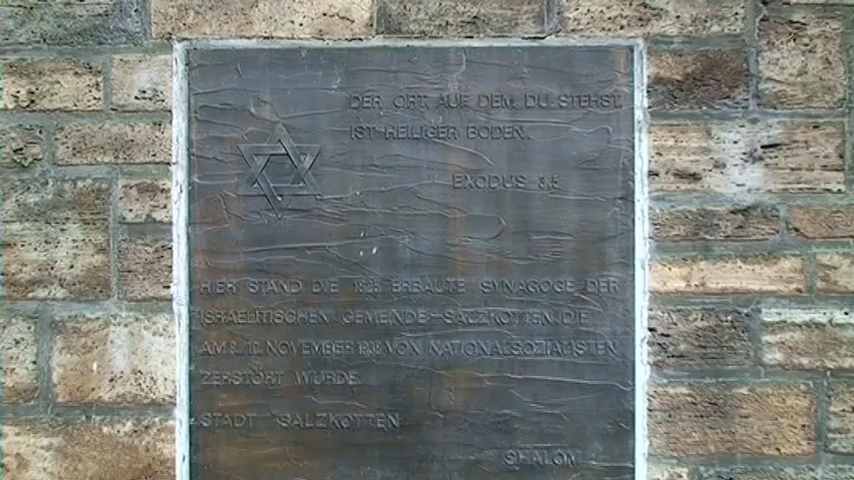 DER ORT, AUF DEM DU STEHST,
IST HEILIGER BODEN.
EXODUS 3,5
HIER STAND DIE ERBAUTE SYNAGOGE DER
ISRAELITISCHEN GEMEINDE SALZKOTTEN DIE
AM 9./10. NOVEMBER 1938 VON NATIONALSOZIALISTEN
ZERSTÖRT WURDE.
STADT SALZKOTTEN
SHALOM